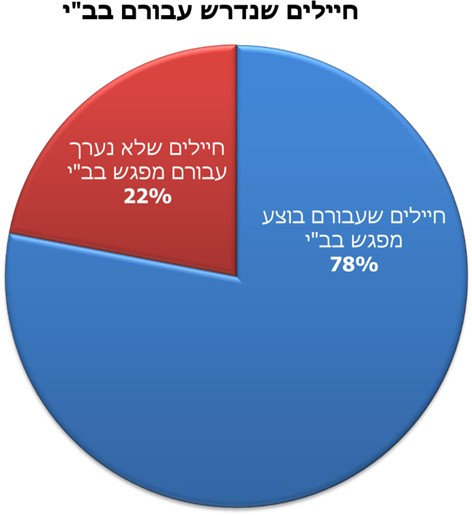 חיילים שנדרש עבורם בב"י
חיילים שלא נערך
עבורם מפגש בב"י
22%
חיילים שעבורם בוצע
מפגש בב"י
78%